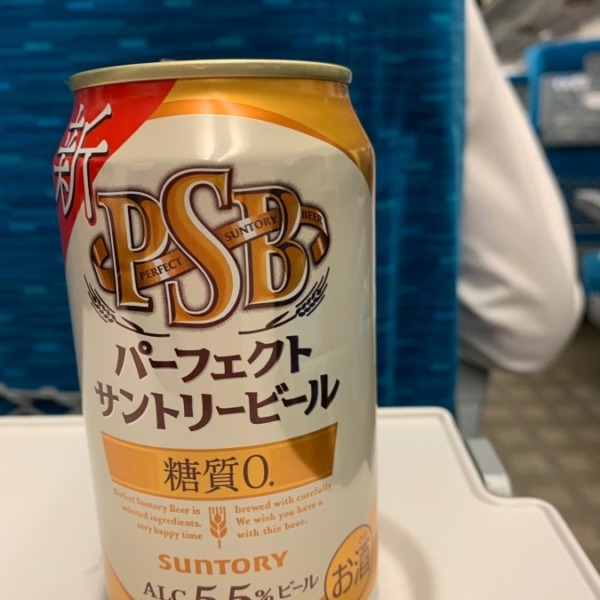 新
PSB
PERFECT SUNTORY BEER
パーフェクト
サントリービール
糖質0.
Perfect Suntory Beer is brewed with carefully
selected ingredients. We wish you have a
very happy time with this beer.
SUNTORY
ALC.5.5%ビール
お酒